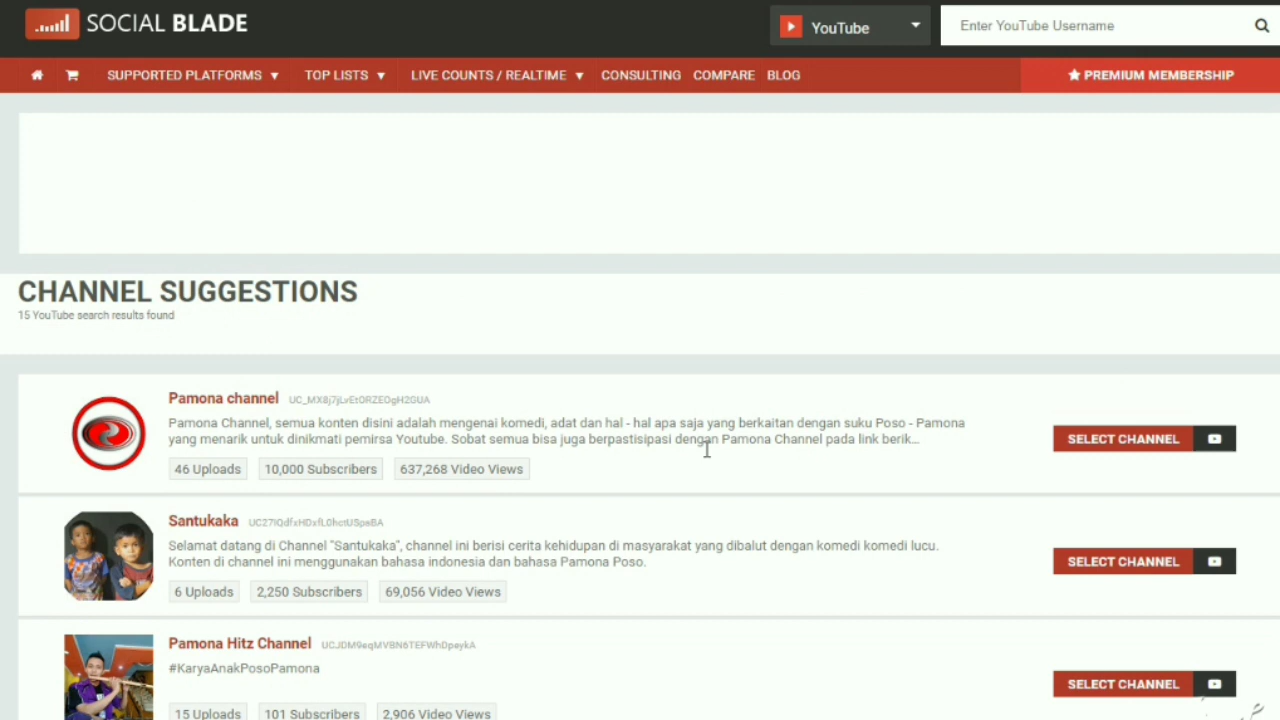 SOCIAL BLADE
YouTube
Enter YouTube Username
SUPPORTED PLATFORMS ▼ TOP LISTS ▼ LIVE COUNTS / REALTIME ▼ CONSULTING COMPARE BLOG
PREMIUM MEMBERSHIP
CHANNEL SUGGESTIONS
15 YouTube search results found
Pamona channel
Pamona Channel, semua konten disini adalah mengenai komedi, adat dan hal - hal apa saja yang berkaitan dengan suku Poso - Pamona
yang menarik untuk dinikmati pemirsa Youtube. Sobat semua bisa juga berpastisipasi dengan Pamona Channel pada link berik...
46 Uploads 10,000 Subscribers 637,268 Video Views
SELECT CHANNEL
Santukaka
Selamat datang di Channel "Santukaka", channel ini berisi cerita kehidupan di masyarakat yang dibalut dengan komedi komedi lucu.
Konten di channel ini menggunakan bahasa indonesia dan bahasa Pamona Poso.
6 Uploads 2,250 Subscribers 69,056 Video Views
SELECT CHANNEL
Pamona Hitz Channel
#KaryaAnakPosoPamona
15 Uploads 101 Subscribers 2,906 Video Views
SELECT CHANNEL